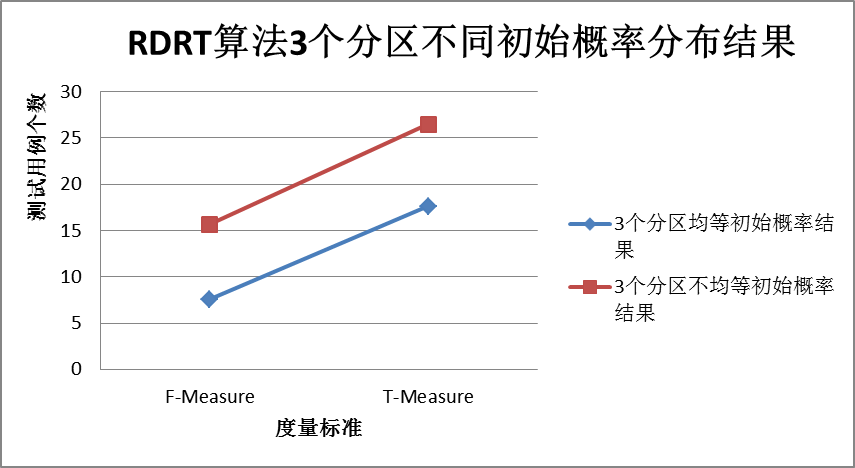 RDRT算法3个分区不同初始概率分布结果
测试用例个数
30
25
20
15
10
5
0
F-Measure
T-Measure
度量标准
3个分区均等初始概率结
果
3个分区不均等初始概率
结果